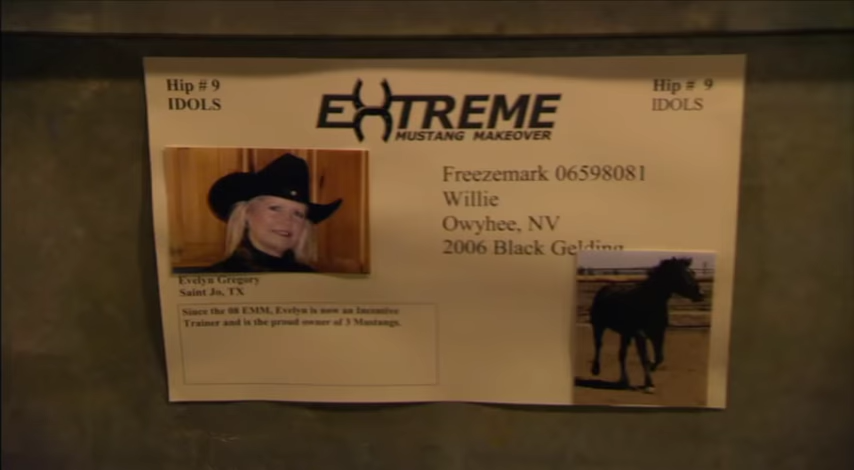 Hip # 9
IDOLS
EXTREME
MUSTANG MAKEOVER
Hip # 9
IDOLS
Freezemark 06598081
Willie
Owyhee, NV
2006 Black Gelding
Evelyn Gregory
Saint Jo, TX
Since the 08 EMM, Evelyn is now an Incentive
Trainer and is the proud owner of 3 Mustangs.